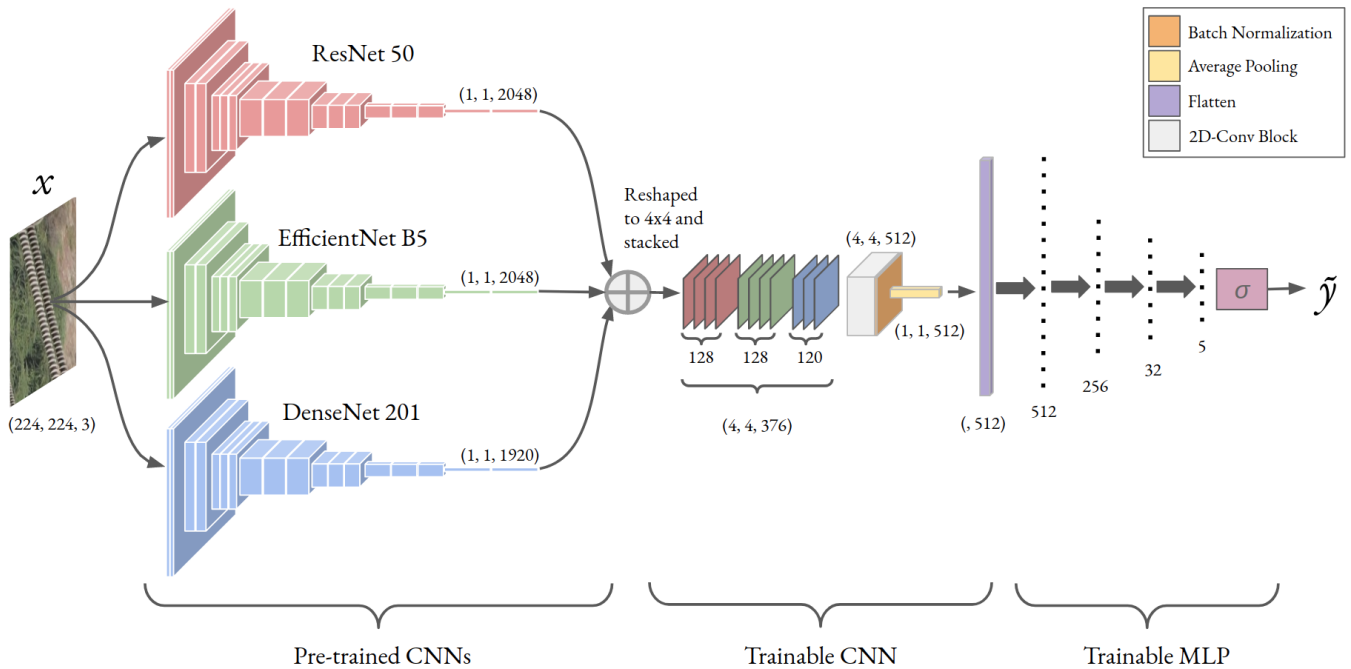 ResNet 50
(1, 1, 2048)
Batch Normalization
Average Pooling
Flatten
2D-Conv Block
x
(224, 224, 3)
EfficientNet B5
(1, 1, 2048)
DenseNet 201
(1, 1, 1920)
Reshaped
to 4x4 and
stacked
128
128
120
(4, 4, 376)
(4, 4, 512)
(1, 1, 512)
(, 512)
512
256
32
5
σ
ỹ
Pre-trained CNNs
Trainable CNN
Trainable MLP